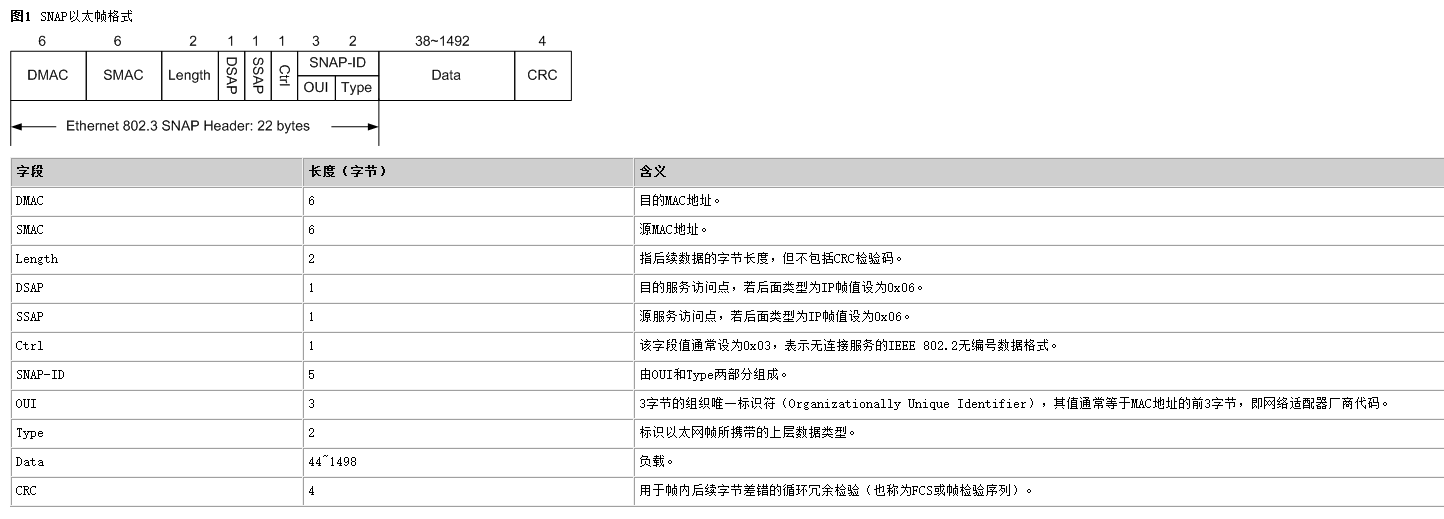 图1 SNAP以太帧格式
6 6 2 1 1 1 3 2 38~1492 4
DMAC SMAC Length DSAP SSAP Ctrl SNAP-ID Data CRC
OUI Type
Ethernet 802.3 SNAP Header: 22 bytes
字段 长度（字节） 含义
DMAC 6 目的MAC地址。
SMAC 6 源MAC地址。
Length 2 指后续数据的字节长度，但不包括CRC检验码。
DSAP 1 目的服务访问点，若后面类型为IP帧值设为0x06。
SSAP 1 源服务访问点，若后面类型为IP帧值设为0x06。
Ctrl 1 该字段值通常设为0x03，表示无连接服务的IEEE 802.2无编号数据格式。
SNAP-ID 5 由OUI和Type两部分组成。
OUI 3 3字节的组织唯一标识符（Organizationally Unique Identifier），其值通常等于MAC地址的前3字节，即网络适配器厂商代码。
Type 2 标识以太网帧所携带的上层数据类型。
Data 44~1498 负载。
CRC 4 用于帧内后续字节差错的循环冗余检验（也称为FCS或帧检验序列）。